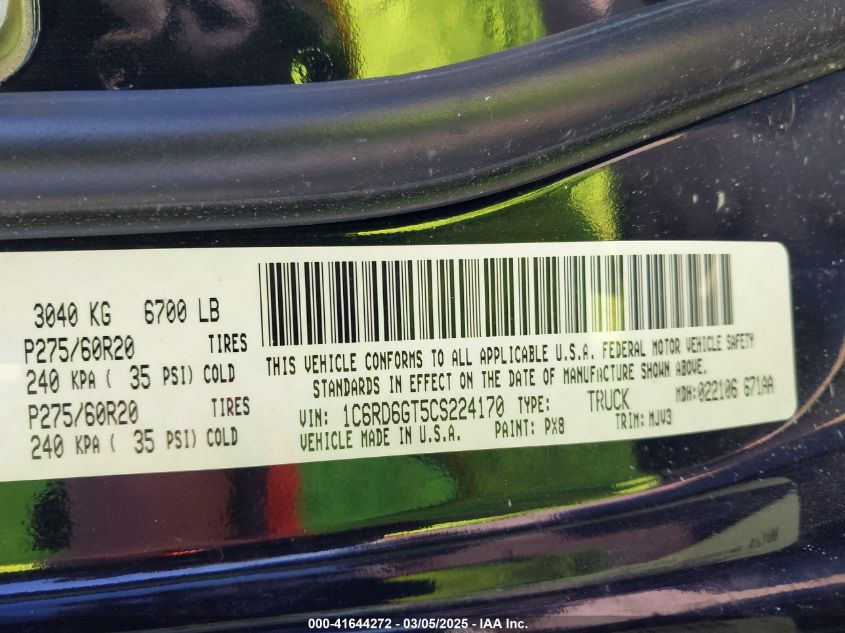 3040 KG 6700 LB
P275/60R20 TIRES
240 KPA ( 35 PSI) COLD
P275/60R20 TIRES
240 KPA ( 35 PSI) COLD
THIS VEHICLE CONFORMS TO ALL APPLICABLE U.S.A. FEDERAL MOTOR VEHICLE SAFETY
STANDARDS IN EFFECT ON THE DATE OF MANUFACTURE SHOWN ABOVE.
VIN: 1C6RD6GT5CS224170 TYPE: TRUCK MDH: 022106 671AA
VEHICLE MADE IN U.S.A. PAINT: PX8 TRIM: MJV3
000-41644272 - 03/05/2025 - IAA Inc.